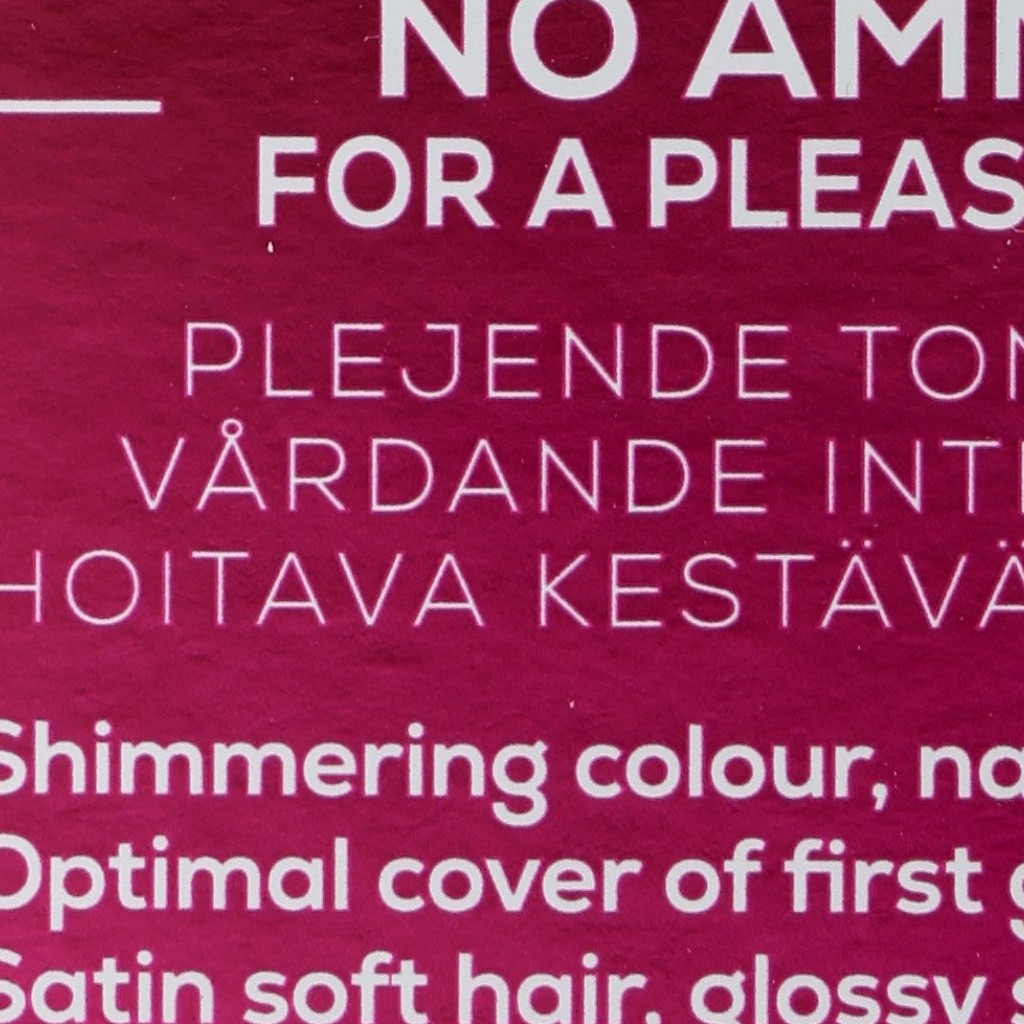 NO AM
FOR A PLEAS
PLEJENDE TON
VÅRDANDE INT
HOITAVA KESTÄVÄ
Shimmering colour, na
Optimal cover of first g
Satin soft hair, glossy s